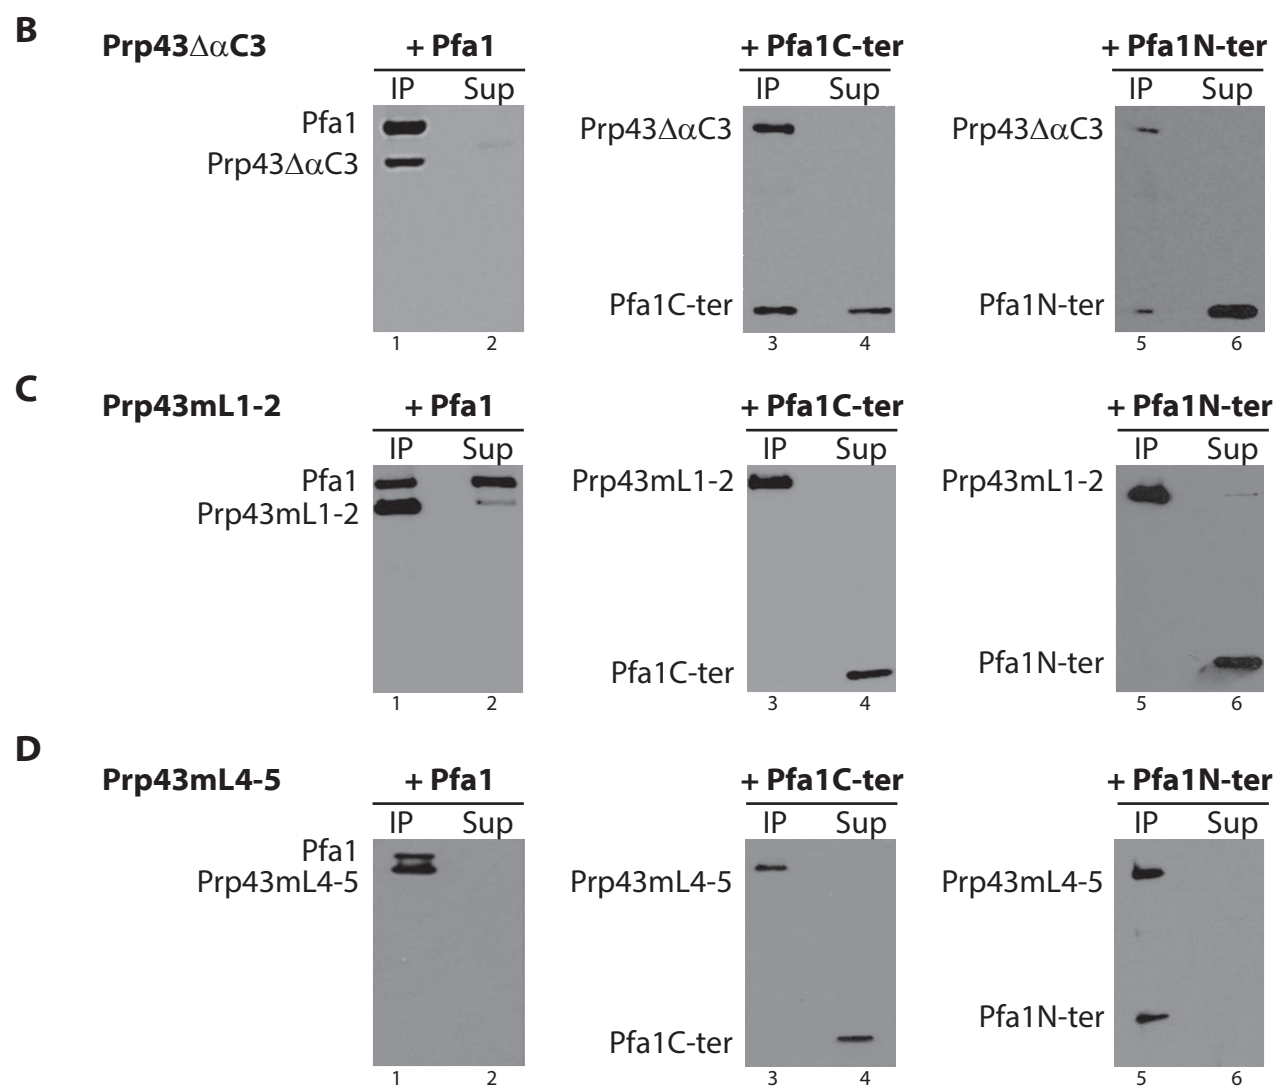 B
Prp43ΔαC3 + Pfa1 + Pfa1C-ter + Pfa1N-ter
IP Sup IP Sup IP Sup
Pfa1 Prp43ΔαC3 Prp43ΔαC3
Prp43ΔαC3
Pfa1C-ter Pfa1N-ter
1 2 3 4 5 6
C
Prp43mL1-2 + Pfa1 + Pfa1C-ter + Pfa1N-ter
IP Sup IP Sup IP Sup
Pfa1 Prp43mL1-2 Prp43mL1-2
Prp43mL1-2
Pfa1C-ter Pfa1N-ter
1 2 3 4 5 6
D
Prp43mL4-5 + Pfa1 + Pfa1C-ter + Pfa1N-ter
IP Sup IP Sup IP Sup
Pfa1
Prp43mL4-5 Prp43mL4-5 Prp43mL4-5
Pfa1C-ter Pfa1N-ter
1 2 3 4 5 6